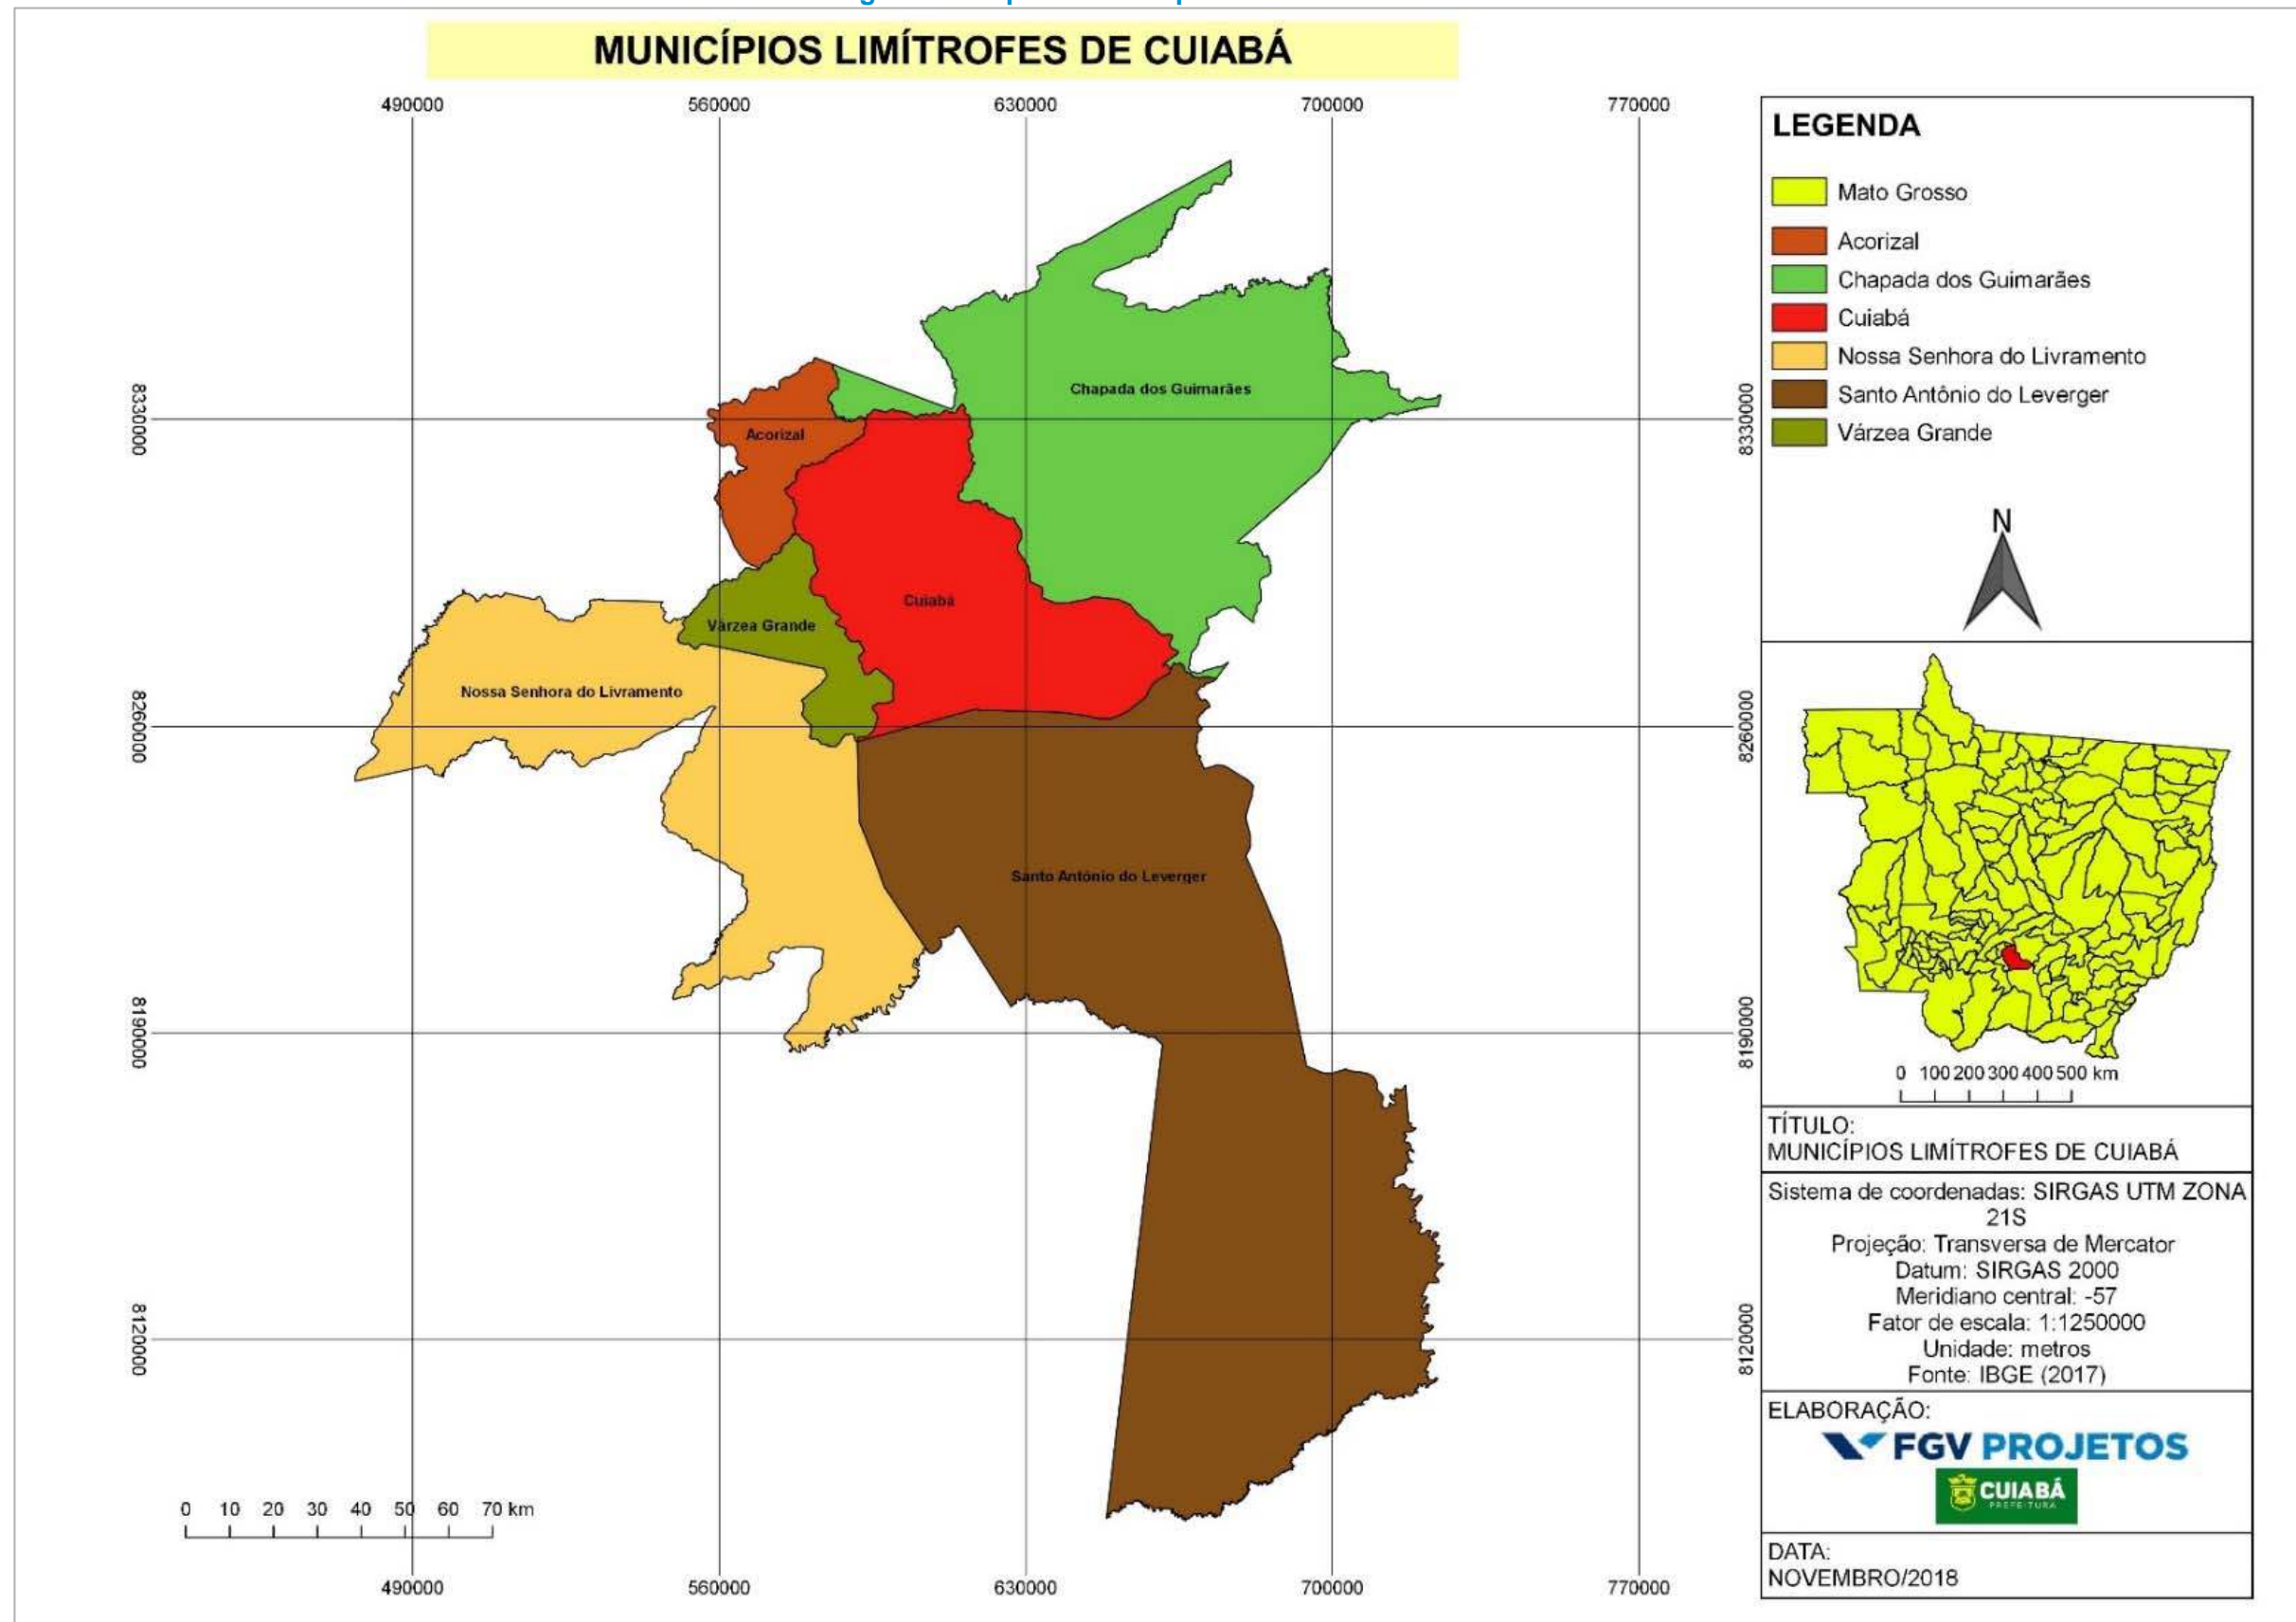 MUNICÍPIOS LIMÍTROFES DE CUIABÁ
490000 560000 630000 700000 770000
8330000 8330000
8260000 8260000
8190000 8190000
8120000 8120000
Chapada dos Guimarães
Acorizal
Cuiabá
Várzea Grande
Nossa Senhora do Livramento
Santo Antônio do Leverger
0 10 20 30 40 50 60 70 km
490000 560000 630000 700000 770000
LEGENDA
Mato Grosso
Acorizal
Chapada dos Guimarães
Cuiabá
Nossa Senhora do Livramento
Santo Antônio do Leverger
Várzea Grande
N
0 100 200 300 400 500 km
TÍTULO:
MUNICÍPIOS LIMÍTROFES DE CUIABÁ
Sistema de coordenadas: SIRGAS UTM ZONA
21S
Projeção: Transversa de Mercator
Datum: SIRGAS 2000
Meridiano central: -57
Fator de escala: 1:1250000
Unidade: metros
Fonte: IBGE (2017)
ELABORAÇÃO:
FGV PROJETOS
CUIABÁ
PREFEITURA
DATA:
NOVEMBRO/2018